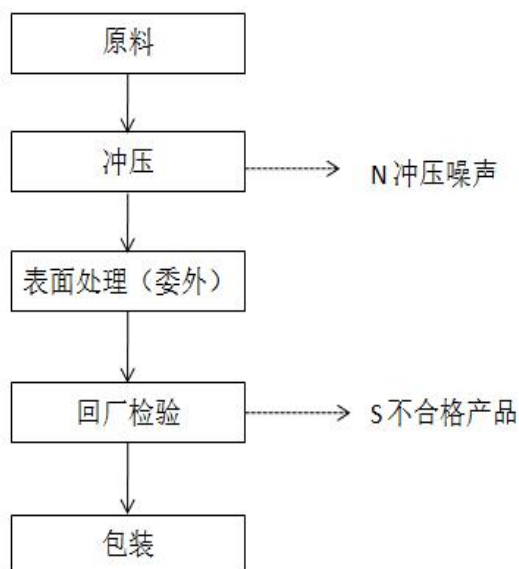 原料
冲压
N 冲压噪声
表面处理（委外）
回厂检验
S 不合格产品
包装